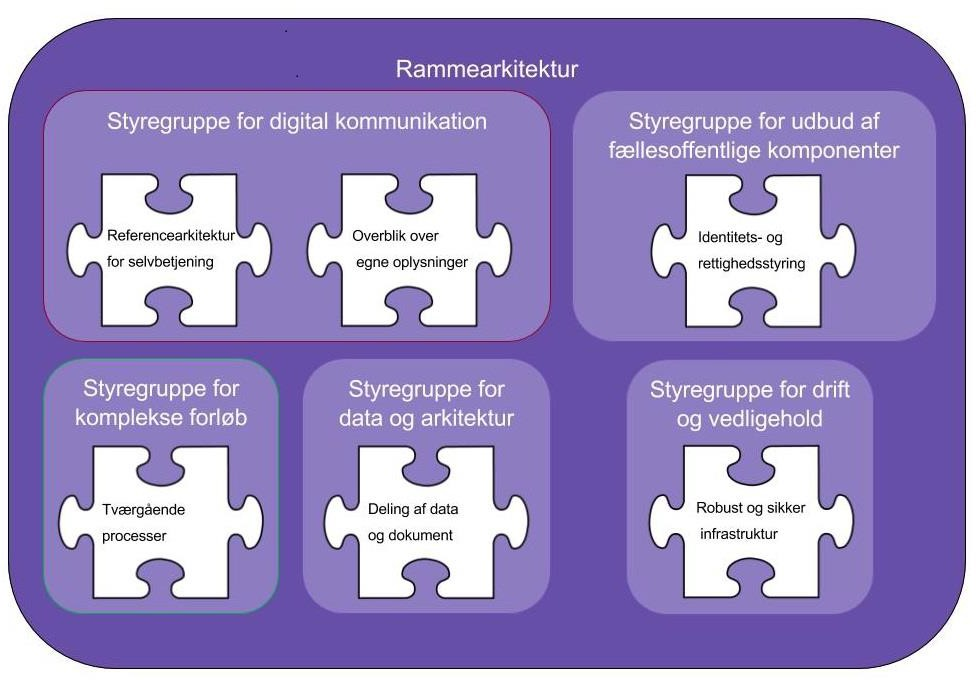 Rammearkitektur
Styregruppe for digital kommunikation
Referencearkitektur
for selvbetjening
Overblik over
egne oplysninger
Styregruppe for udbud af
fællesoffentlige komponenter
Identitets- og
rettighedsstyring
Styregruppe for
komplekse forløb
Tværgående
processer
Styregruppe for
data og arkitektur
Deling af data
og dokument
Styregruppe for drift
og vedligehold
Robust og sikker
infrastruktur